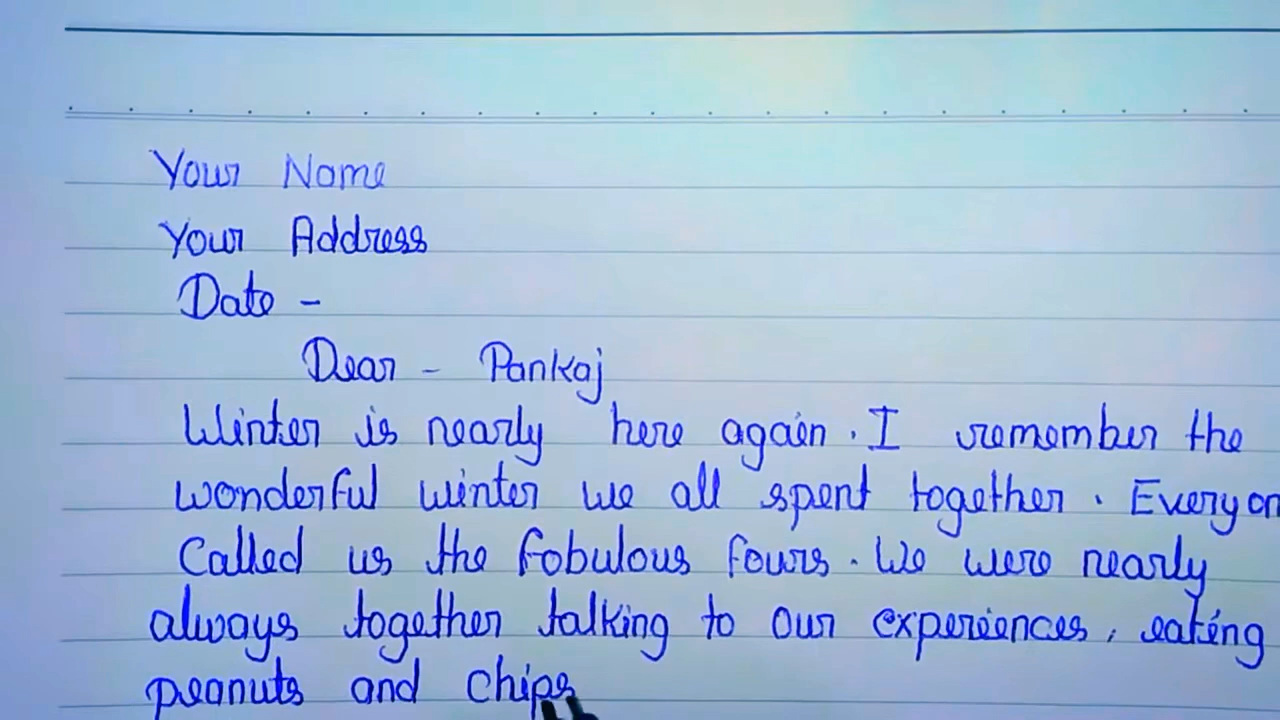 Your Name
Your Address
Date -
Dear - Pankaj
Winter is nearly here again. I remember the
wonderful winter we all spent together. Everyon
Called us the fobulous fours. We were nearly
always together talking to our experiences, eating
peanuts and chips